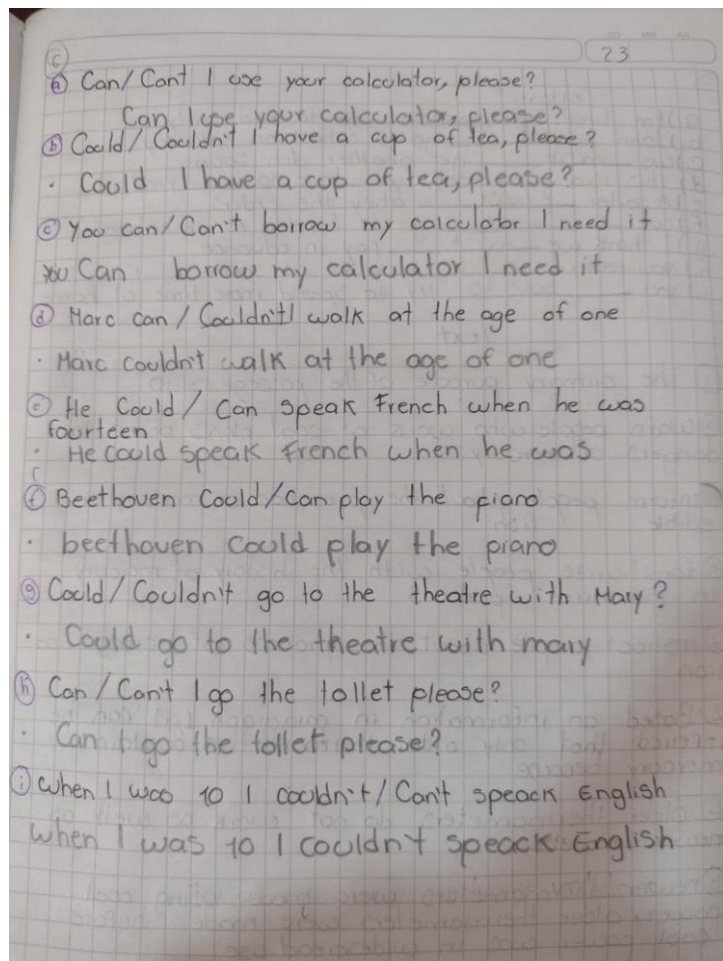 DD MM AA
C
23
a Can/Can't I use your calculator, please?
Can I use your calculator, please?
b Could/Couldn't I have a cup of tea, please?
• Could I have a cup of tea, please?
c You can/Can't borrow my calculator I need it
You Can borrow my calculator I need it
d Marc can/Couldn't walk at the age of one
• Marc couldn't walk at the age of one
e He Could/Can speak French when he was
fourteen
• He could speak French when he was
f Beethoven Could/Can play the piano
• beethoven could play the piano
g Could/Couldn't go to the theatre with Mary?
• Could go to the theatre with mary
h Can/Can't I go the tollet please?
• Can I go the tollet please?
i When I was 10 I couldn't/Can't speack English
when I was 10 I couldn't speack English